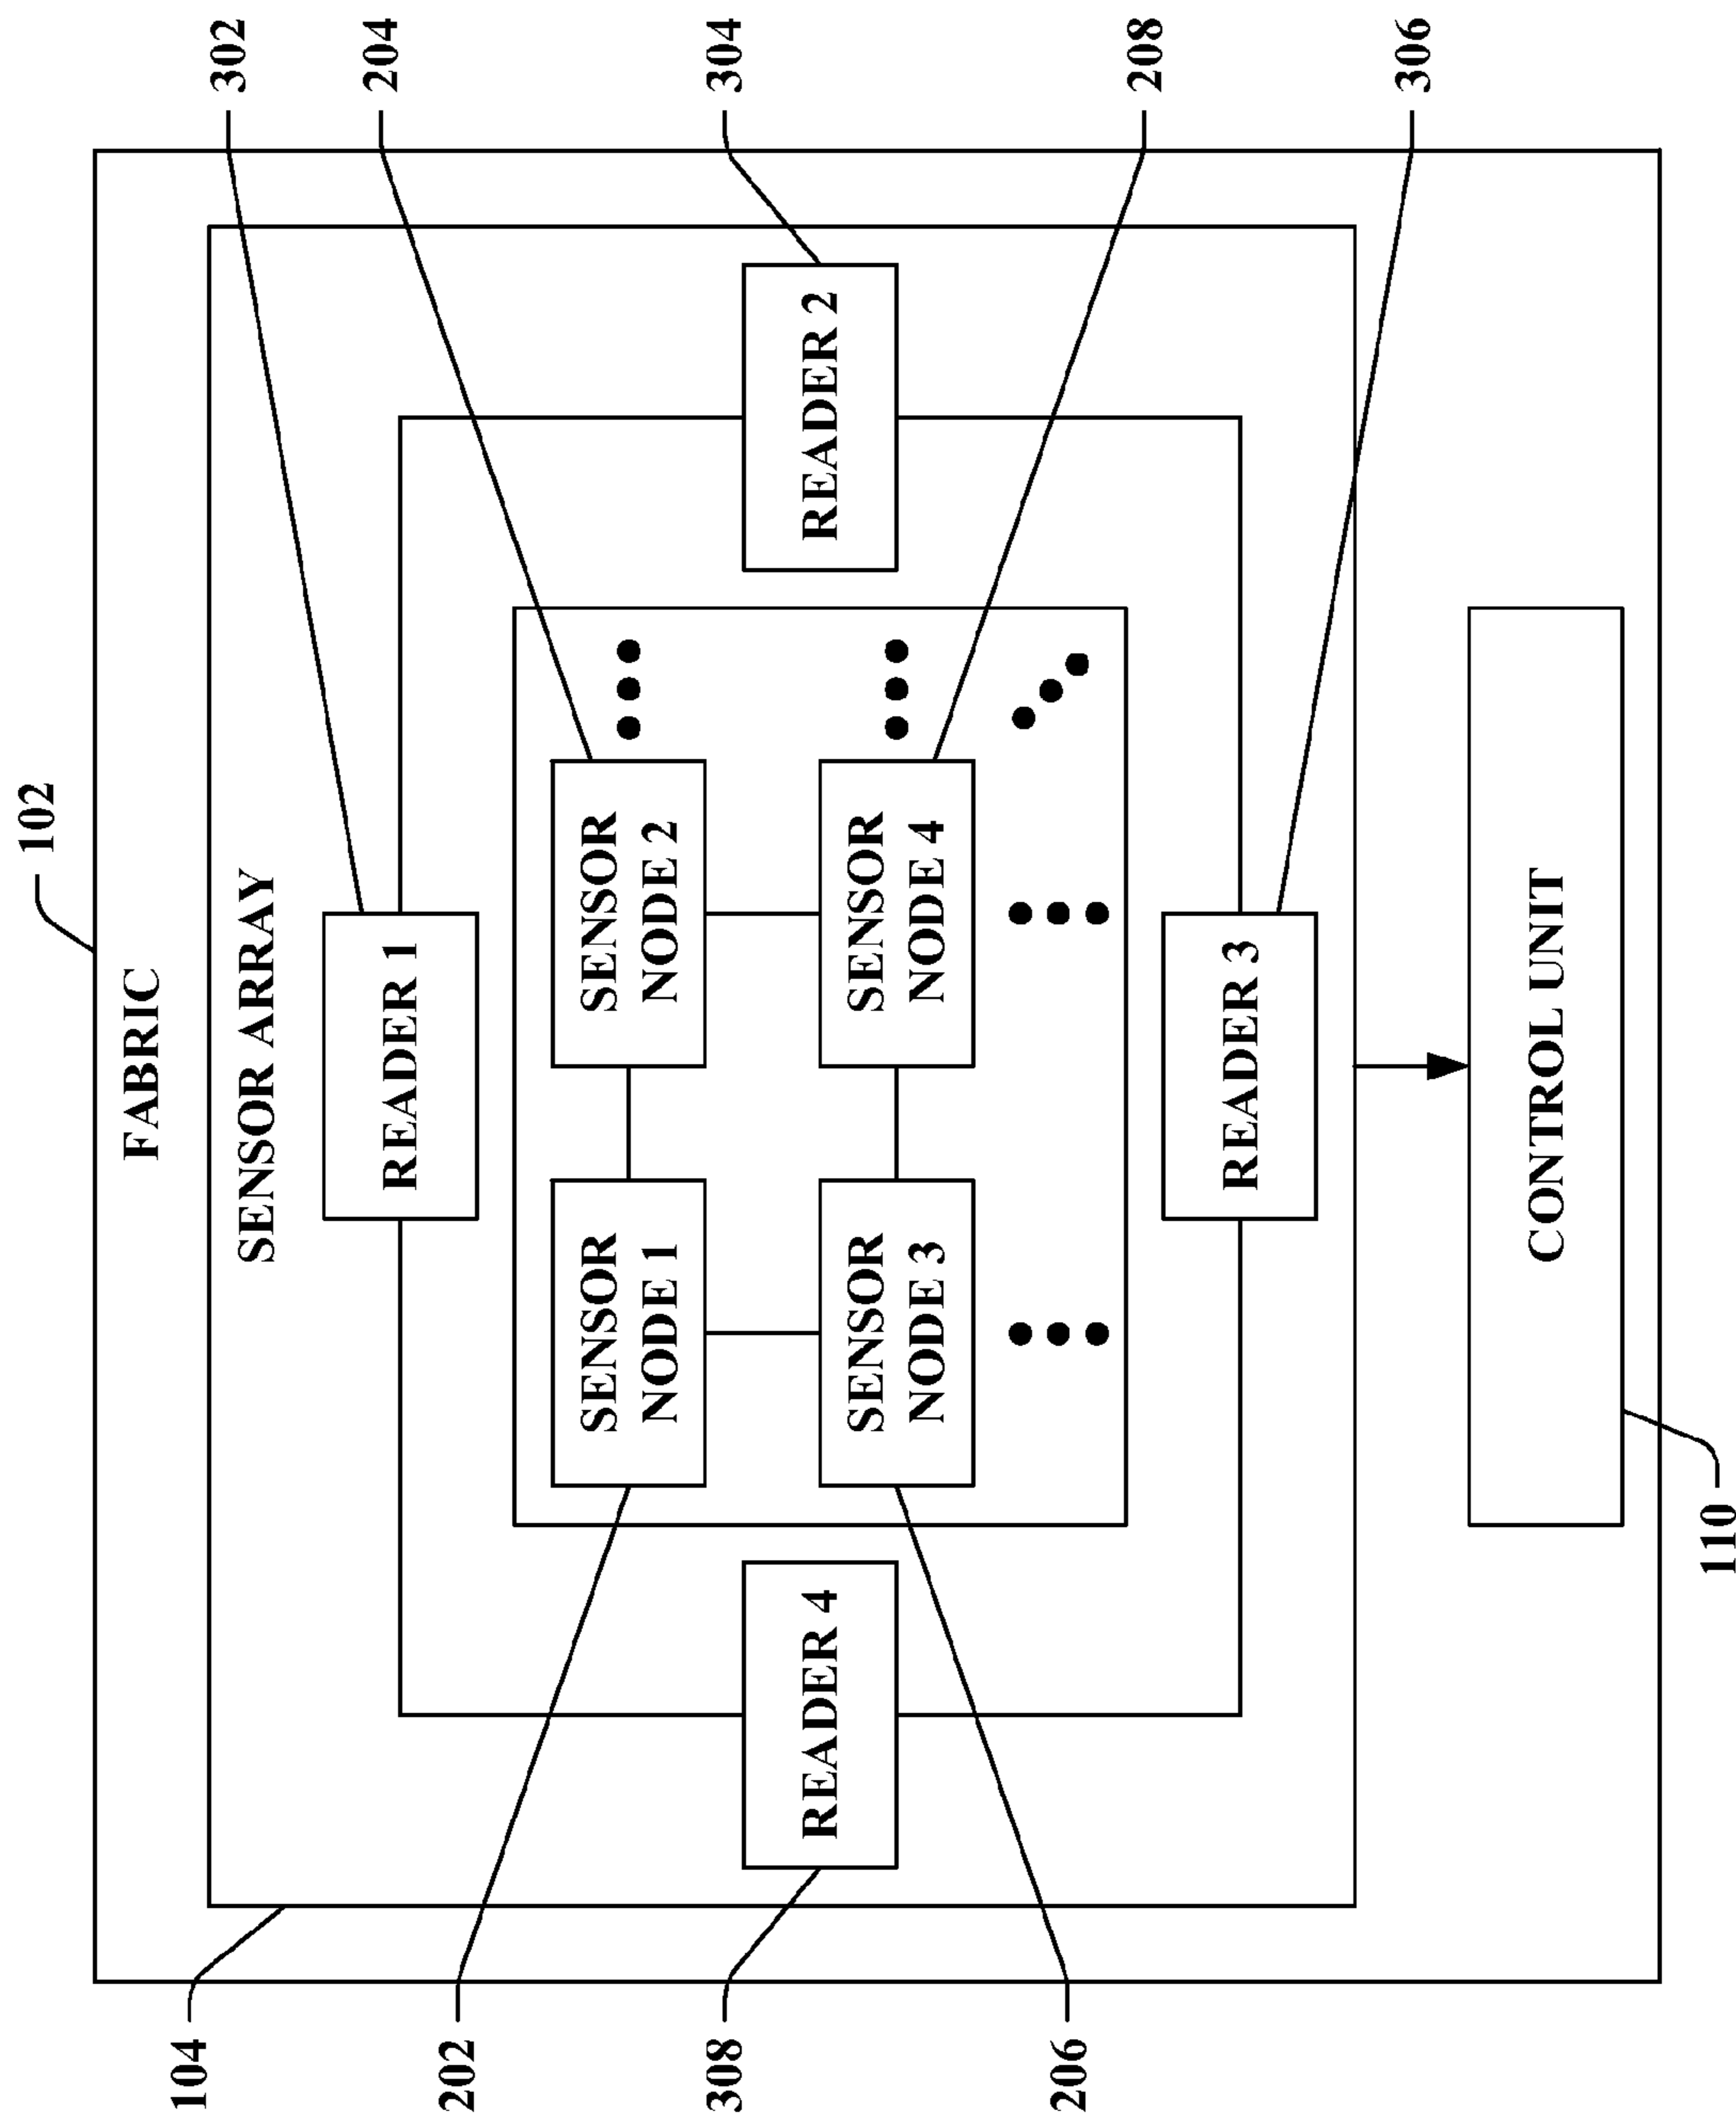 102
FABRIC
104
SENSOR ARRAY
302
READER 1
204
202
SENSOR
NODE 1
SENSOR
NODE 2
308
READER 4
READER 2
304
SENSOR
NODE 3
SENSOR
NODE 4
206
208
READER 3
306
CONTROL UNIT
110